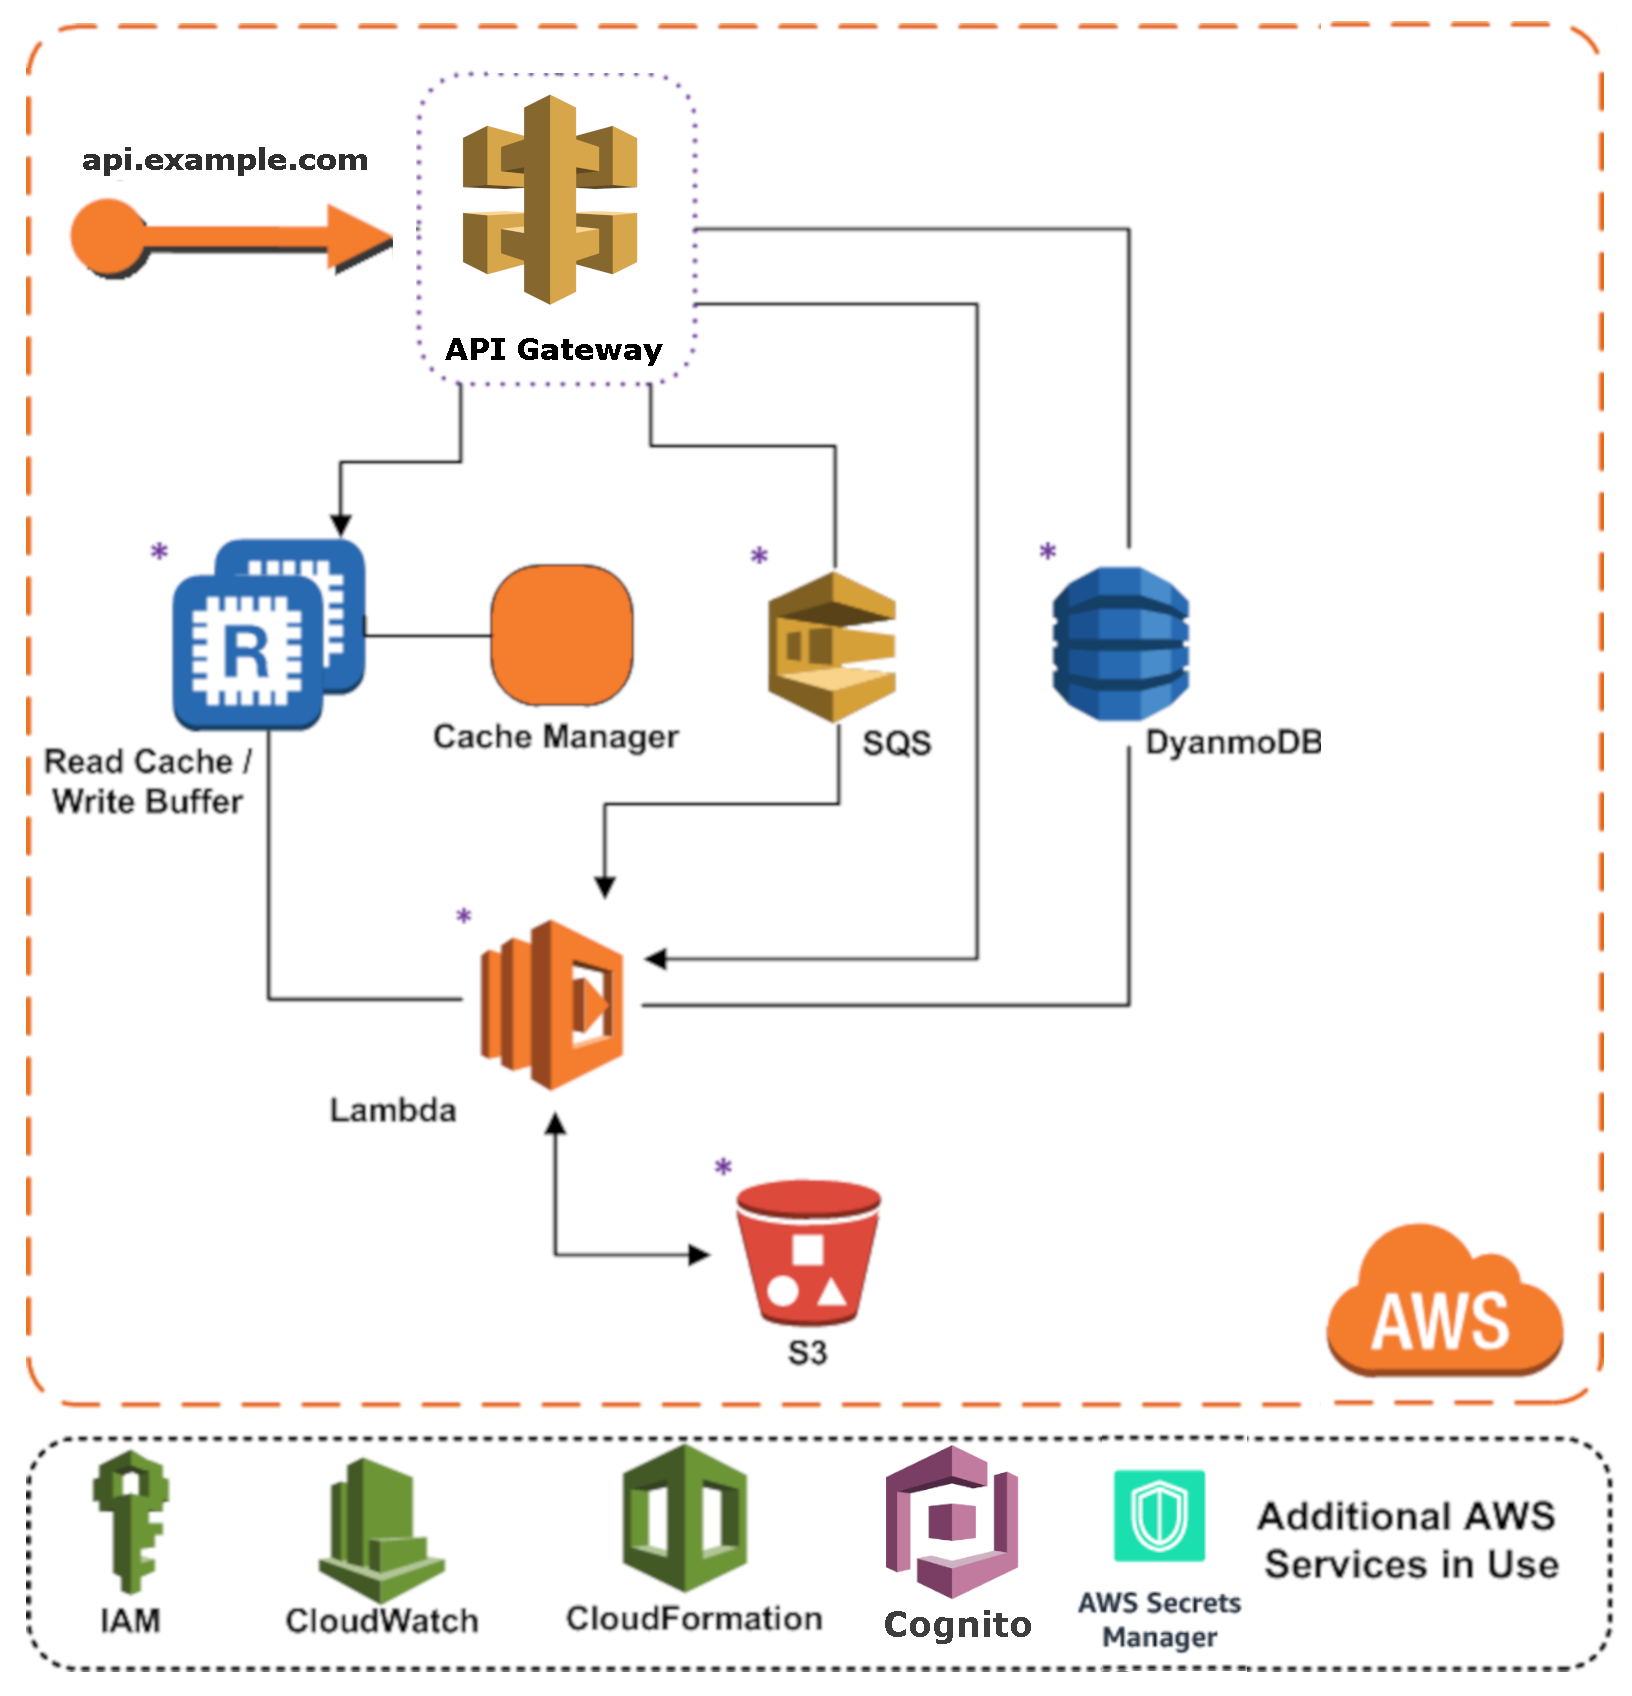 api.example.com
API Gateway
*
R
Read Cache /
Write Buffer
Cache Manager
*
SQS
*
DyanmoDB
*
Lambda
*
S3
AWS
IAM
CloudWatch
CloudFormation
Cognito
AWS Secrets
Manager
Additional AWS
Services in Use